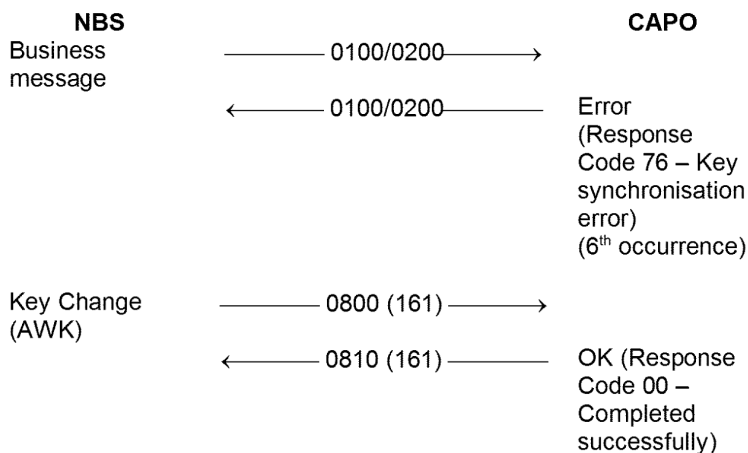 NBS CAPO
Business 0100/0200
message
0100/0200 Error
(Response
Code 76 – Key
synchronisation
error)
(6th occurrence)
Key Change 0800 (161)
(AWK)
0810 (161) OK (Response
Code 00 –
Completed
successfully)